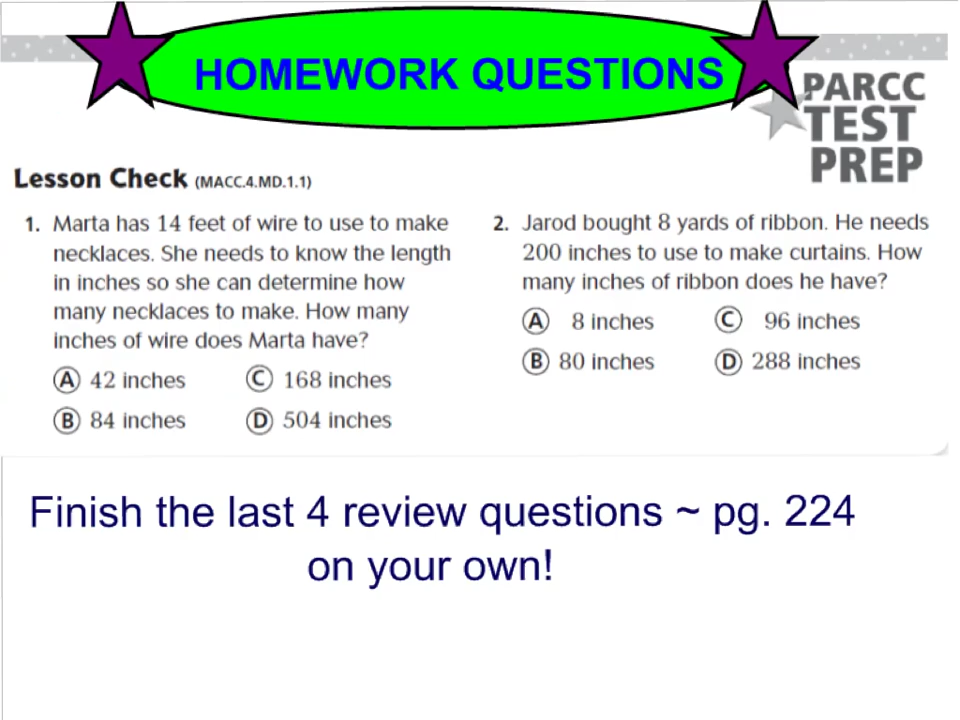 HOMEWORK QUESTIONS
PARCC
TEST
PREP
Lesson Check (MACC.4.MD.1.1)
1. Marta has 14 feet of wire to use to make
necklaces. She needs to know the length
in inches so she can determine how
many necklaces to make. How many
inches of wire does Marta have?
A 42 inches
C 168 inches
B 84 inches
D 504 inches
2. Jarod bought 8 yards of ribbon. He needs
200 inches to use to make curtains. How
many inches of ribbon does he have?
A 8 inches
C 96 inches
B 80 inches
D 288 inches
Finish the last 4 review questions ~ pg. 224
on your own!